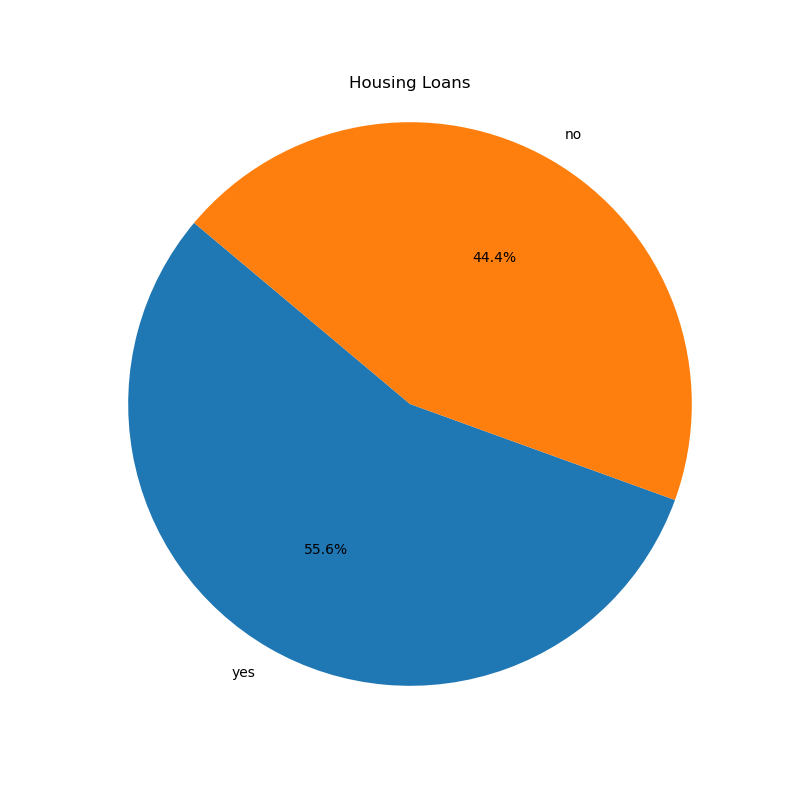 Housing Loans
no
44.4%
55.6%
yes